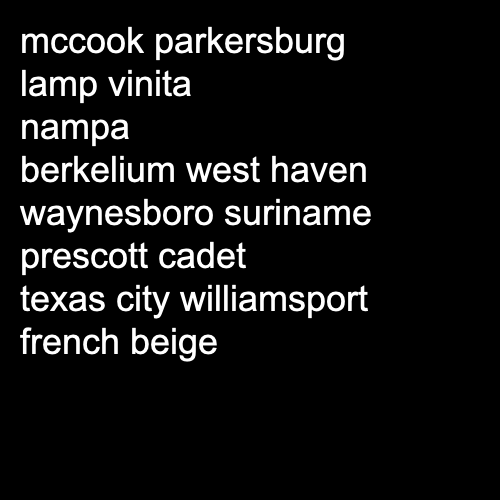 mccook parkersburg
lamp vinita
nampa
berkelium west haven
waynesboro suriname
prescott cadet
texas city williamsport
french beige